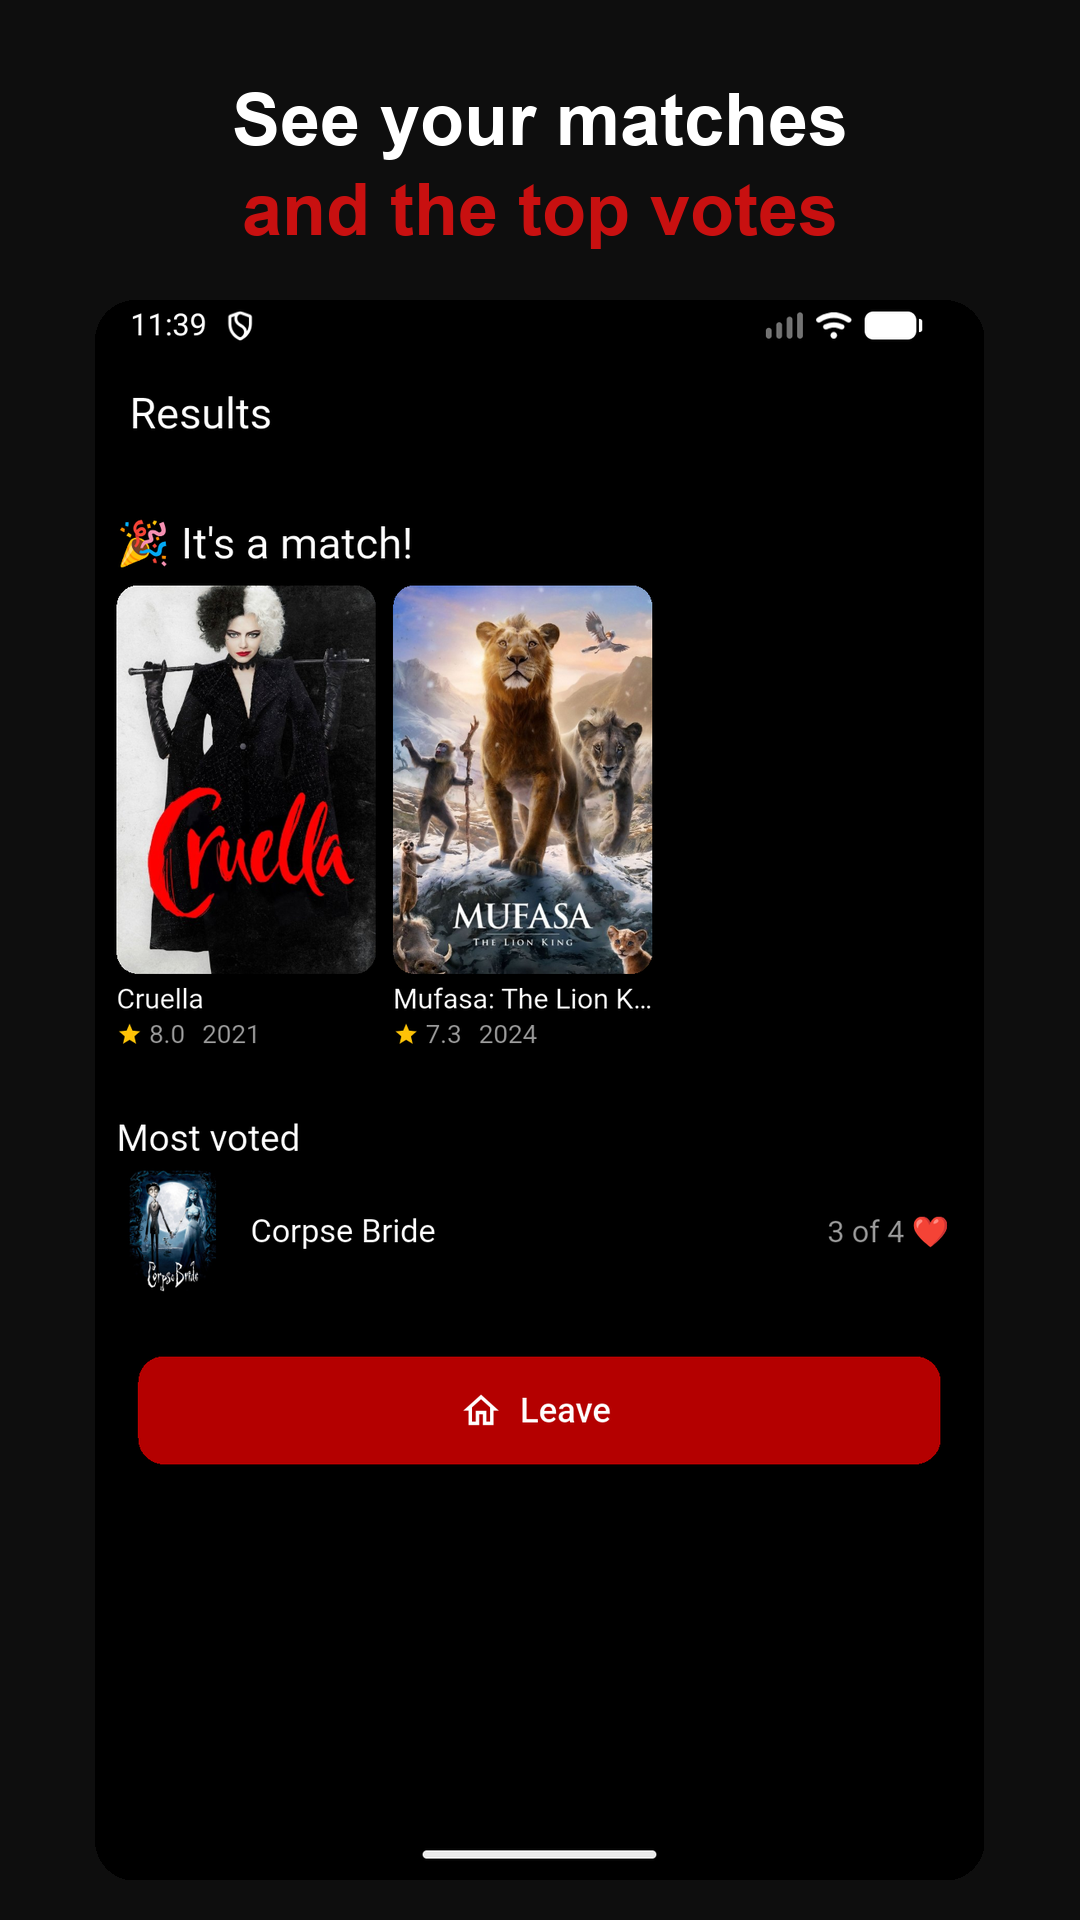 See your matches
and the top votes
11:39
Results
🎉 It's a match!
Cruella
MUFASA
THE LION KING
Cruella
Mufasa: The Lion K...
8.0 2021
7.3 2024
Most voted
Corpse Bride
Corpse Bride
3 of 4 ❤️
Leave